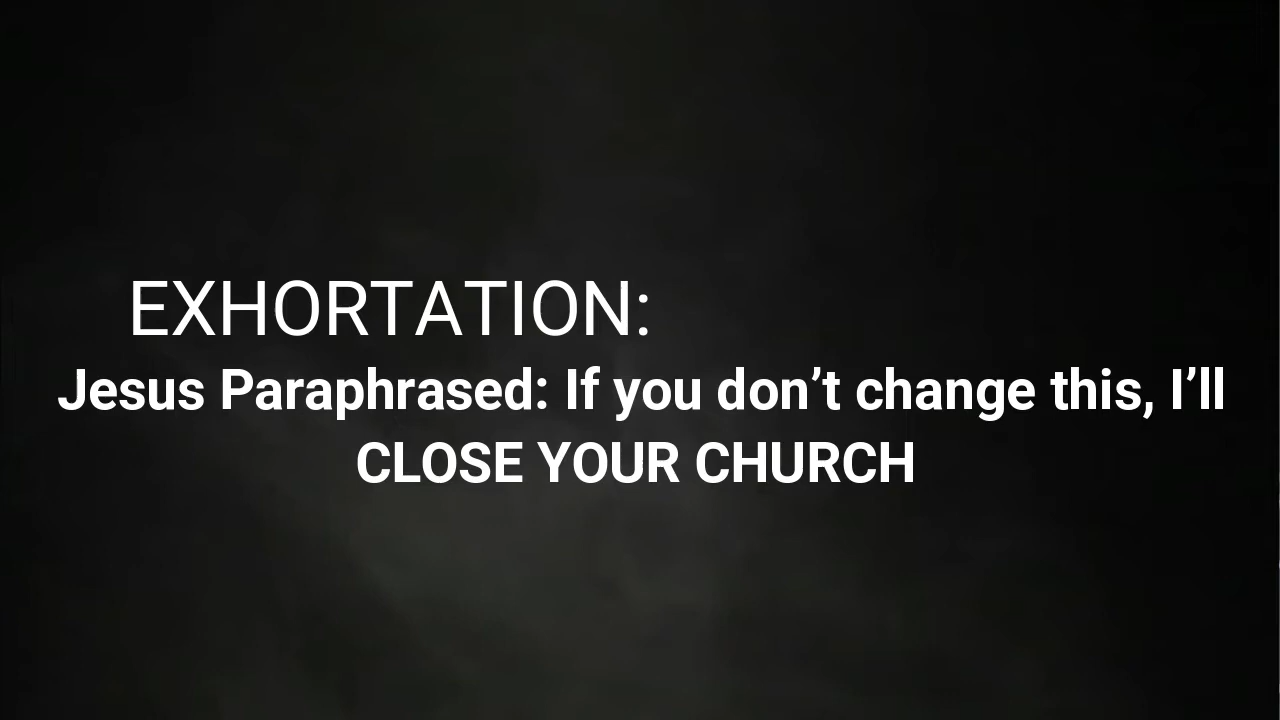 EXHORTATION:
Jesus Paraphrased: If you don’t change this, I’ll
CLOSE YOUR CHURCH